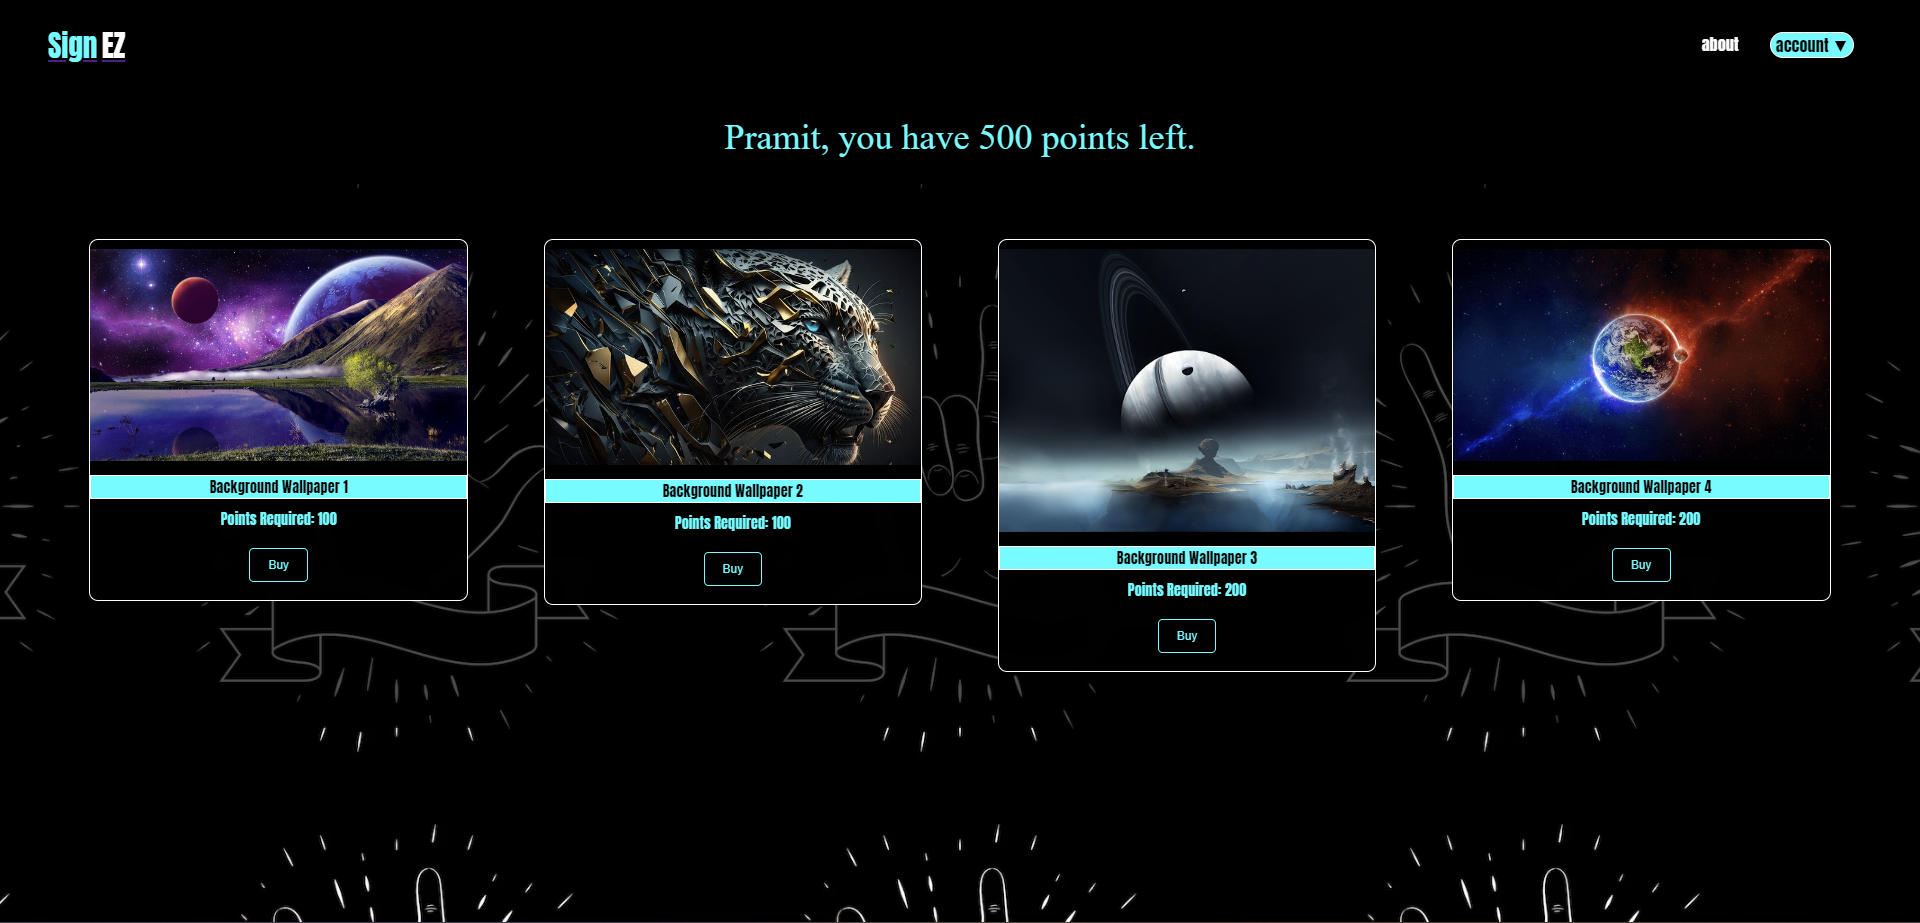 Sign EZ
about
account ▼
Pramit, you have 500 points left.
Background Wallpaper 1
Points Required: 100
Buy
Background Wallpaper 2
Points Required: 100
Buy
Background Wallpaper 3
Points Required: 200
Buy
Background Wallpaper 4
Points Required: 200
Buy